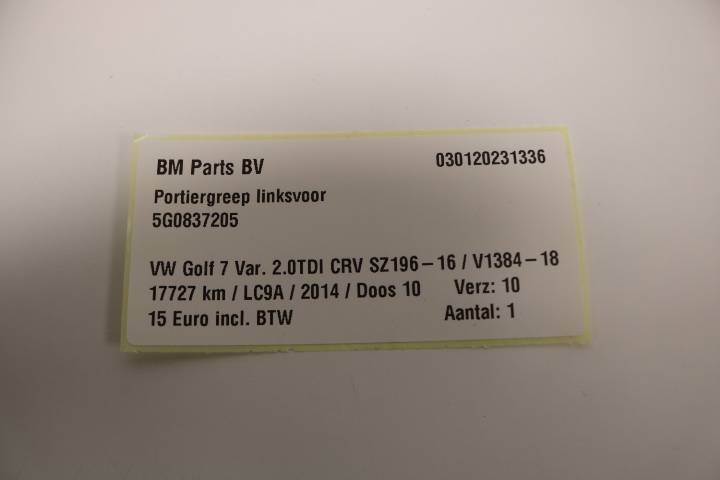 BM Parts BV 030120231336
Portiergreep linksvoor
5G0837205
VW Golf 7 Var. 2.0TDI CRV SZ196-16 / V1384-18
17727 km / LC9A / 2014 / Doos 10 Verz: 10
15 Euro incl. BTW Aantal: 1